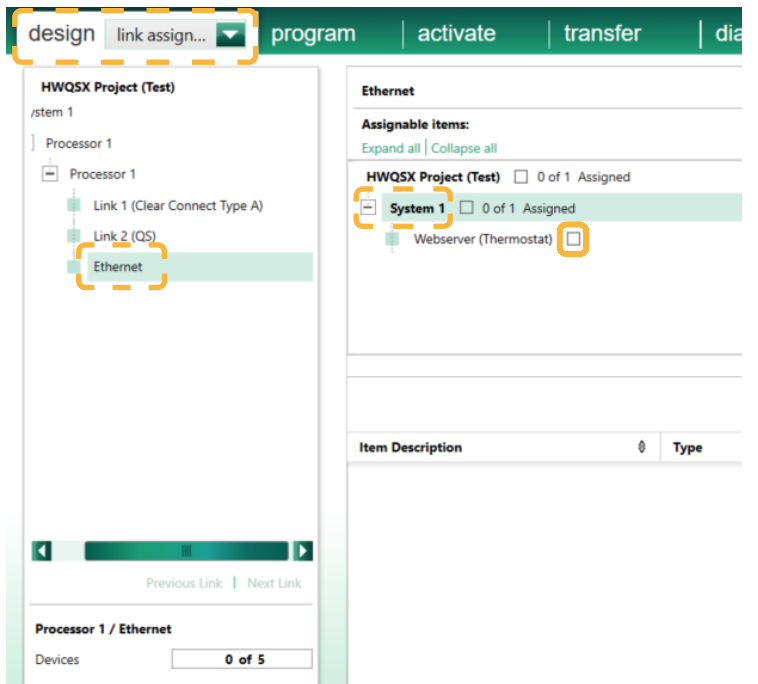 design link assign... program activate transfer dia
HWQSX Project (Test)
ystem 1
Processor 1
Processor 1
Link 1 (Clear Connect Type A)
Link 2 (QS)
Ethernet
Previous Link | Next Link
Processor 1 / Ethernet
Devices 0 of 5
Ethernet
Assignable items:
Expand all | Collapse all
HWQSX Project (Test) 0 of 1 Assigned
System 1 0 of 1 Assigned
Webserver (Thermostat)
Item Description Type